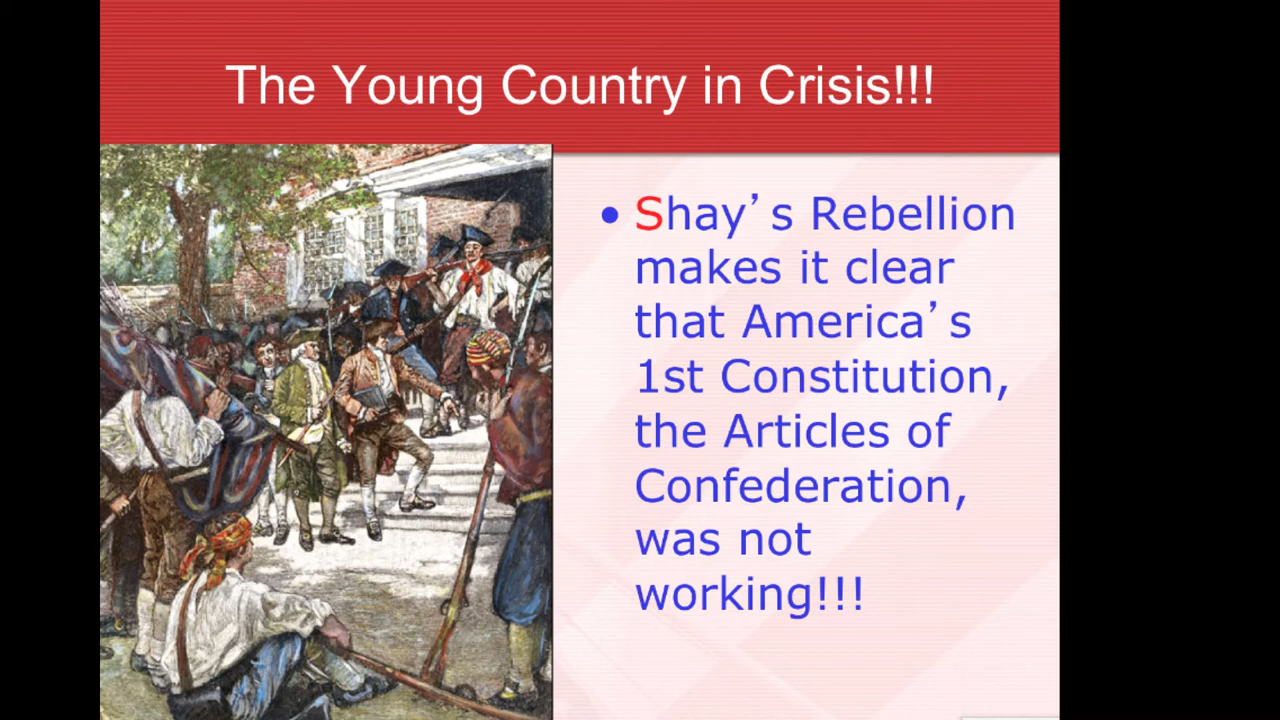 The Young Country in Crisis!!!
• Shay’s Rebellion
makes it clear
that America’s
1st Constitution,
the Articles of
Confederation,
was not
working!!!